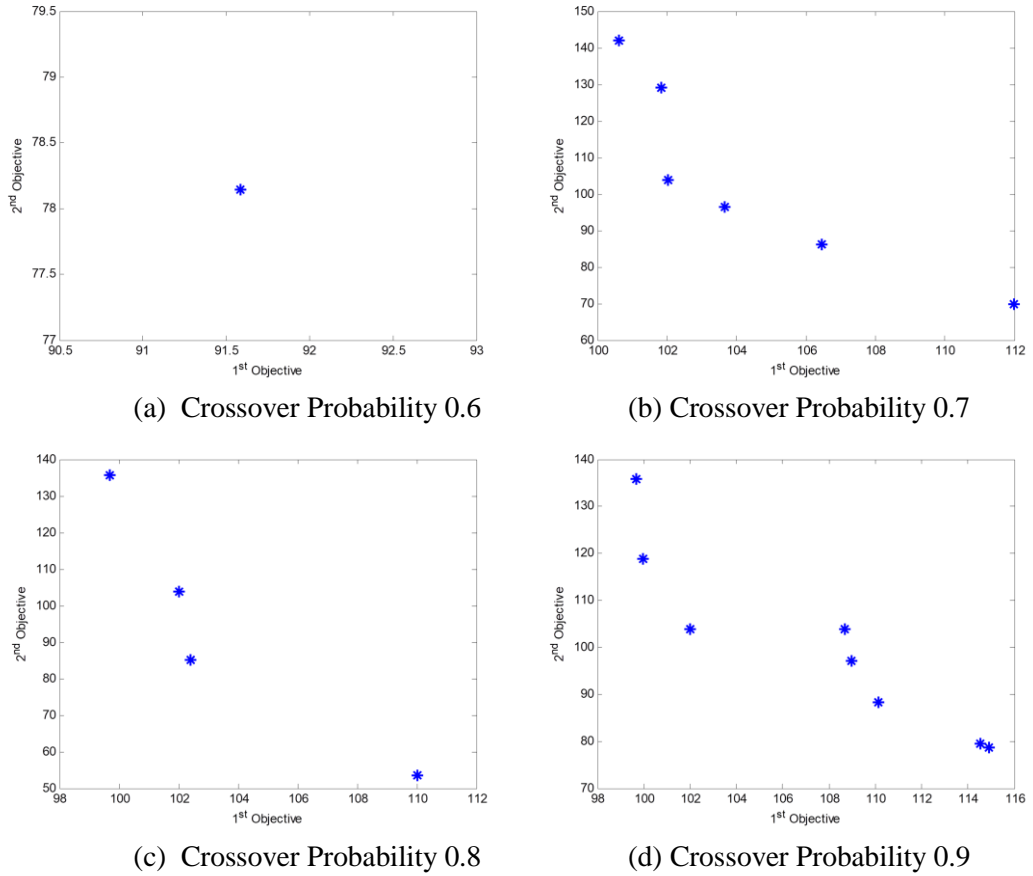 79.5
79
78.5
78
77.5
77
2nd Objective
90.5 91 91.5 92 92.5 93
1st Objective
(a) Crossover Probability 0.6
150
140
130
120
110
100
90
80
70
60
2nd Objective
100 102 104 106 108 110 112
1st Objective
(b) Crossover Probability 0.7
140
130
120
110
100
90
80
70
60
50
2nd Objective
98 100 102 104 106 108 110 112
1st Objective
(c) Crossover Probability 0.8
140
130
120
110
100
90
80
70
2nd Objective
98 100 102 104 106 108 110 112 114 116
1st Objective
(d) Crossover Probability 0.9